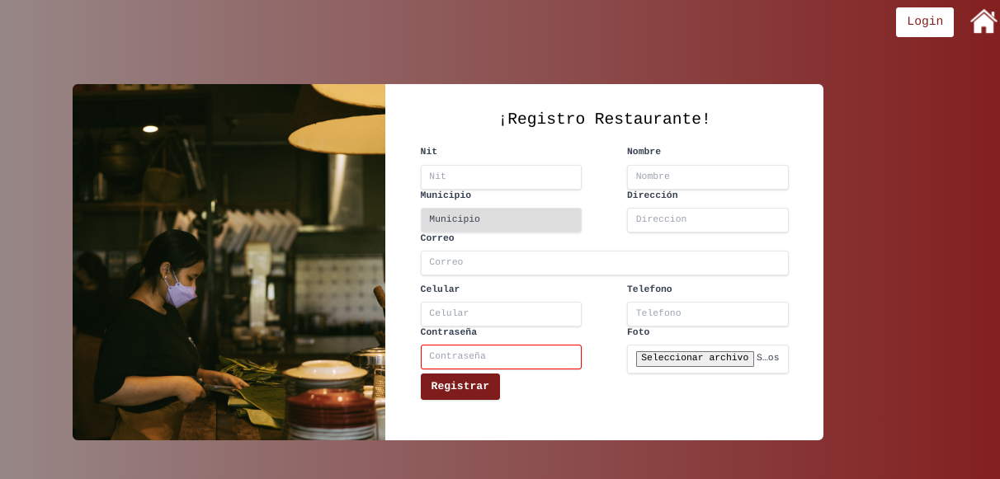 Login
¡Registro Restaurante!
Nit Nombre
Nit Nombre
Municipio Dirección
Municipio Direccion
Correo
Correo
Celular Telefono
Celular Telefono
Contraseña Foto
Contraseña Seleccionar archivo S…os
Registrar